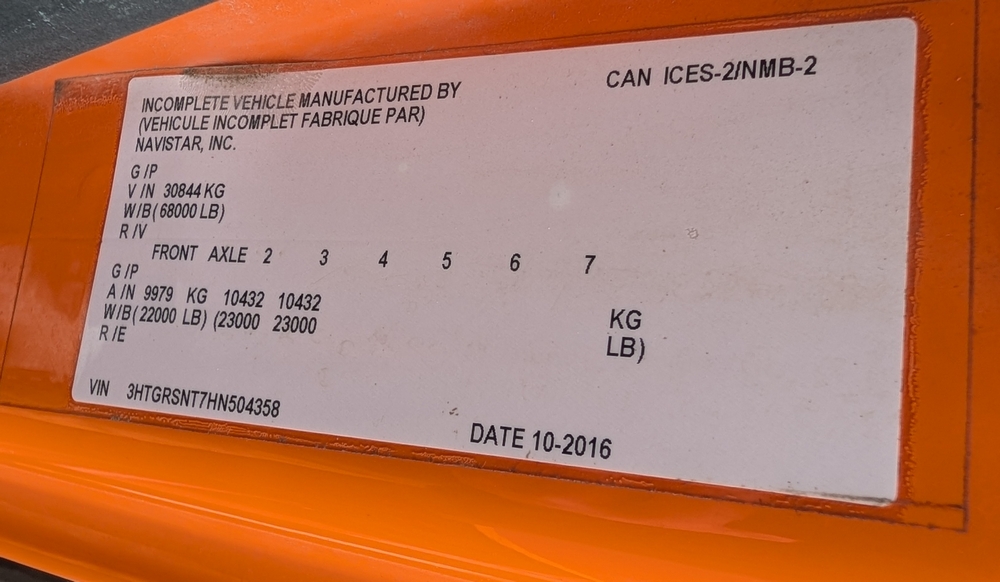 CAN ICES-2/NMB-2
INCOMPLETE VEHICLE MANUFACTURED BY
(VEHICULE INCOMPLET FABRIQUE PAR)
NAVISTAR, INC.
G /P
V /N 30844 KG
W/B( 68000 LB)
R /V
FRONT AXLE 2 3 4 5 6 7
G /P
A /N 9979 KG 10432 10432 KG
W/B( 22000 LB) (23000 23000 LB)
R /E
VIN 3HTGRSNT7HN504358
DATE 10-2016